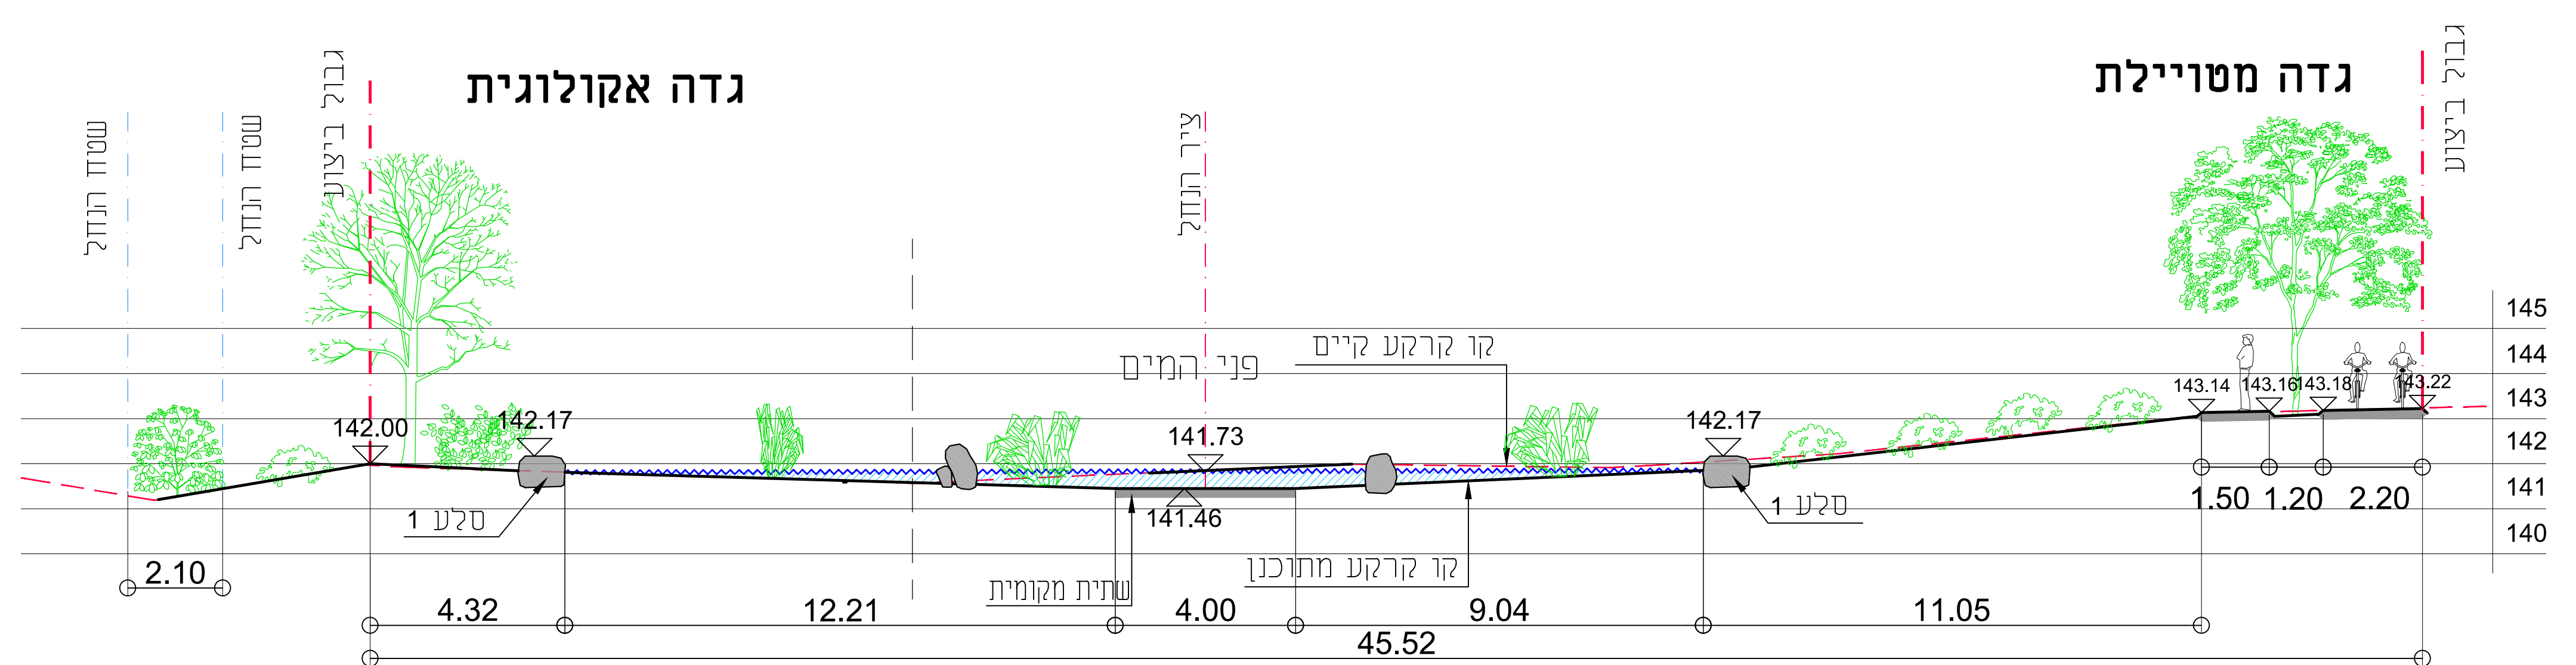 גדה אקולוגית
גדה מטויילת
שטח הנחל
שטח הנחל
גבול ביצוע
ציר הנחל
גבול ביצוע
פני המים
קו קרקע קיים
145
144
143
142
141
140
142.00
142.17
141.73
142.17
143.14
143.16
143.18
143.22
141.46
סלע 1
סלע 1
שתית מקומית
קו קרקע מתוכנן
1.50
1.20
2.20
2.10
4.32
12.21
4.00
9.04
11.05
45.52